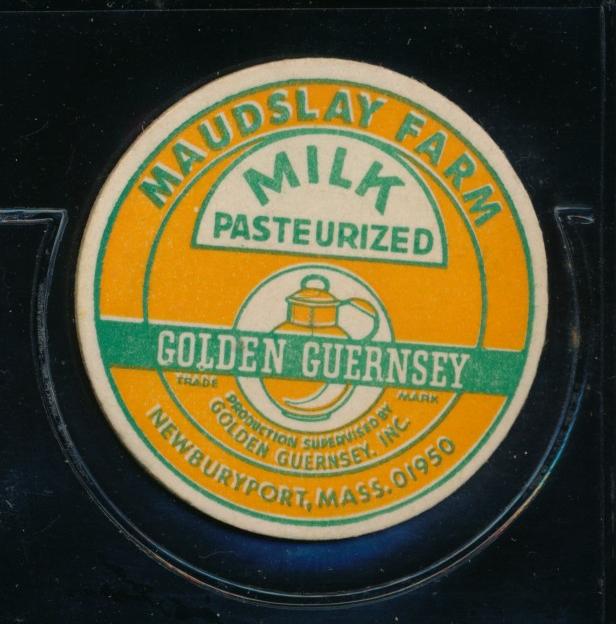 MAUDSLAY FARM
MILK
PASTEURIZED
GOLDEN GUERNSEY
TRADE MARK
PRODUCTION SUPERVISED BY
GOLDEN GUERNSEY, INC.
NEWBURYPORT, MASS. 01950